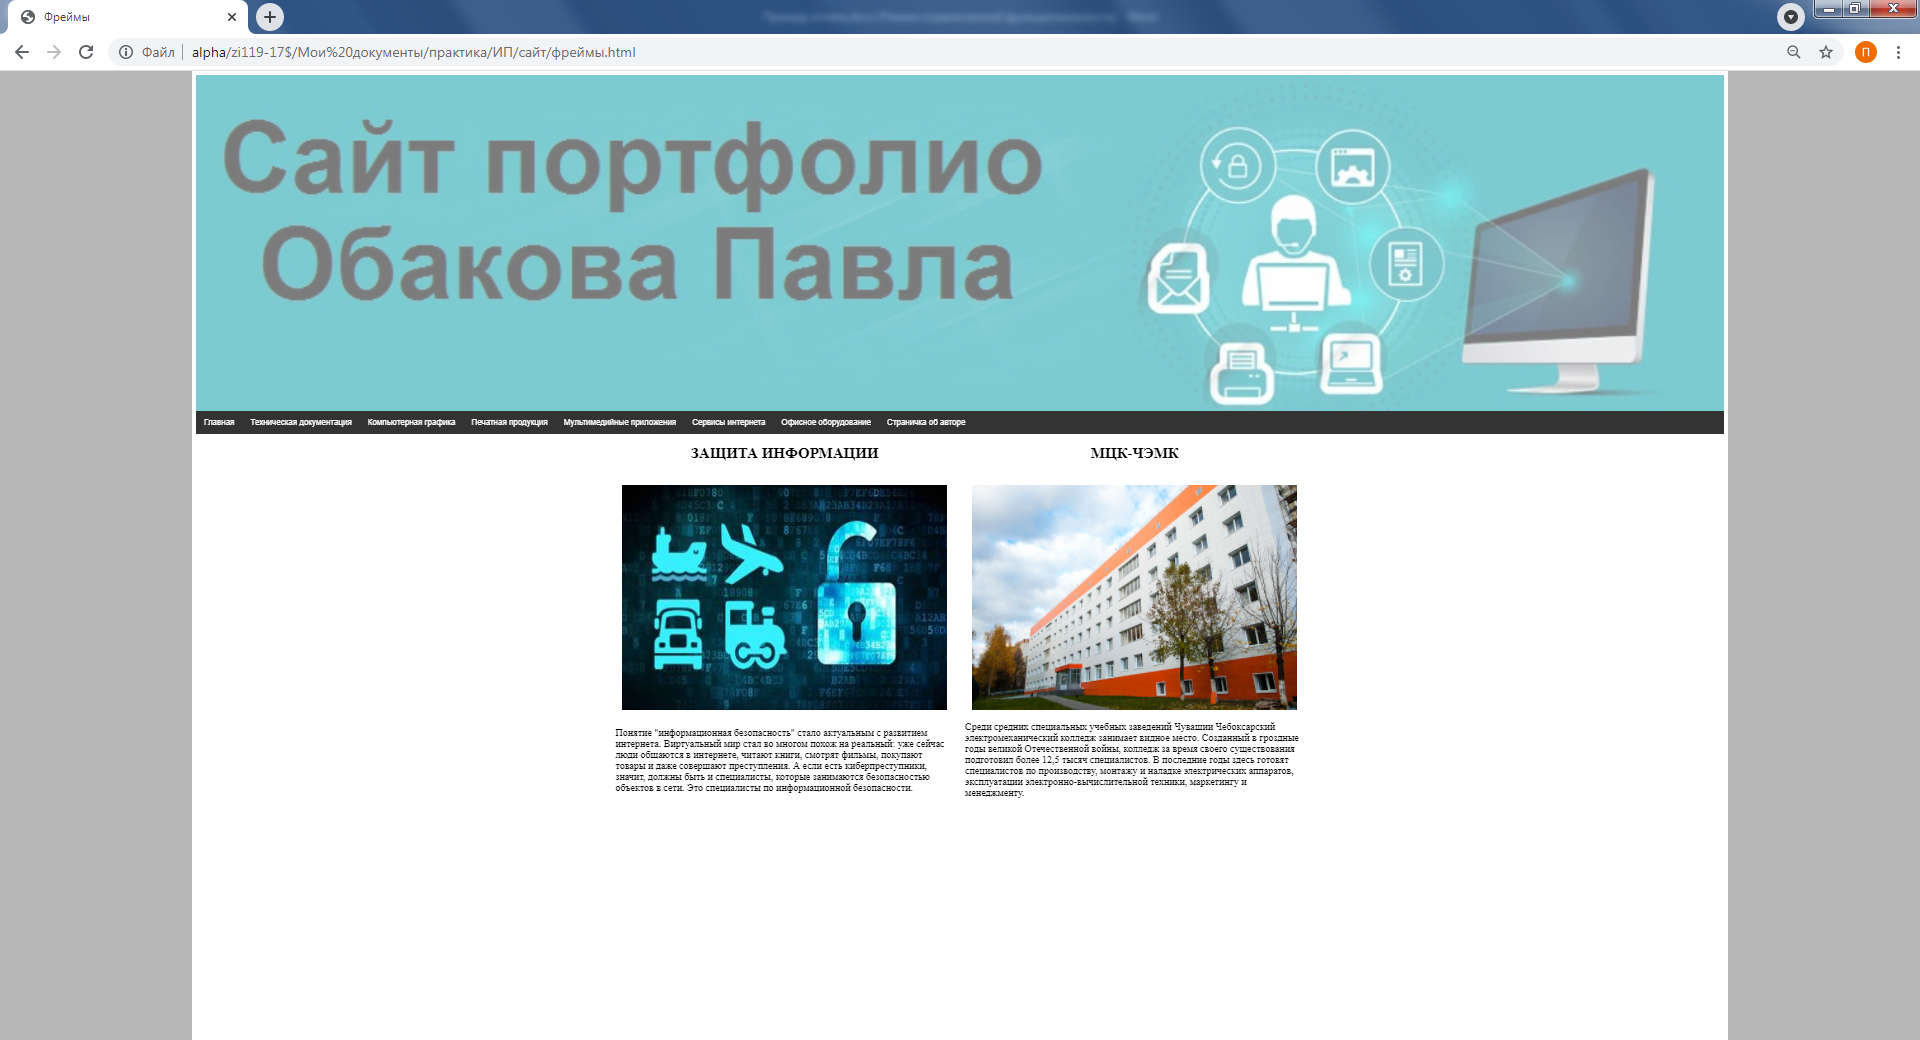 Фреймы
Файл
alpha/zi119-17$/Мои%20документы/практика/ИП/сайт/фреймы.html
П
Сайт портфолио
Обакова Павла
Главная Техническая документация Компьютерная графика Печатная продукция Мультимедийные приложения Сервисы интернета Офисное оборудование Страничка об авторе
ЗАЩИТА ИНФОРМАЦИИ
Понятие "информационная безопасность" стало актуальным с развитием
интернета. Виртуальный мир стал во многом похож на реальный: уже сейчас
люди общаются в интернете, читают книги, смотрят фильмы, покупают
товары и даже совершают преступления. А если есть киберпреступники,
значит, должны быть и специалисты, которые занимаются безопасностью
объектов в сети. Это специалисты по информационной безопасности.
МЦК-ЧЭМК
Среди средних специальных учебных заведений Чувашии Чебоксарский
электромеханический колледж занимает видное место. Созданный в грозные
годы великой Отечественной войны, колледж за время своего существования
подготовил более 12,5 тысяч специалистов. В последние годы здесь готовят
специалистов по производству, монтажу и наладке электрических аппаратов,
эксплуатации электронно-вычислительной техники, маркетингу и
менеджменту.